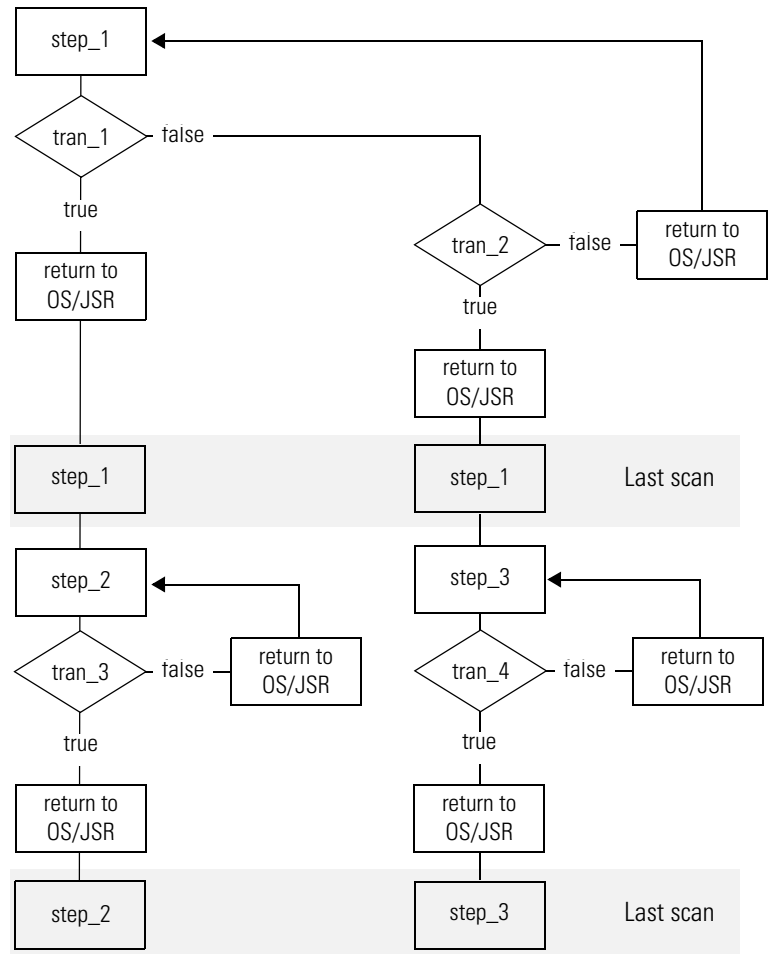 step_1
tran_1
false
true
return to
OS/JSR
tran_2
false
return to
OS/JSR
true
return to
OS/JSR
step_1
step_1
Last scan
step_2
step_3
tran_3
false
return to
OS/JSR
tran_4
false
return to
OS/JSR
true
true
return to
OS/JSR
return to
OS/JSR
step_2
step_3
Last scan